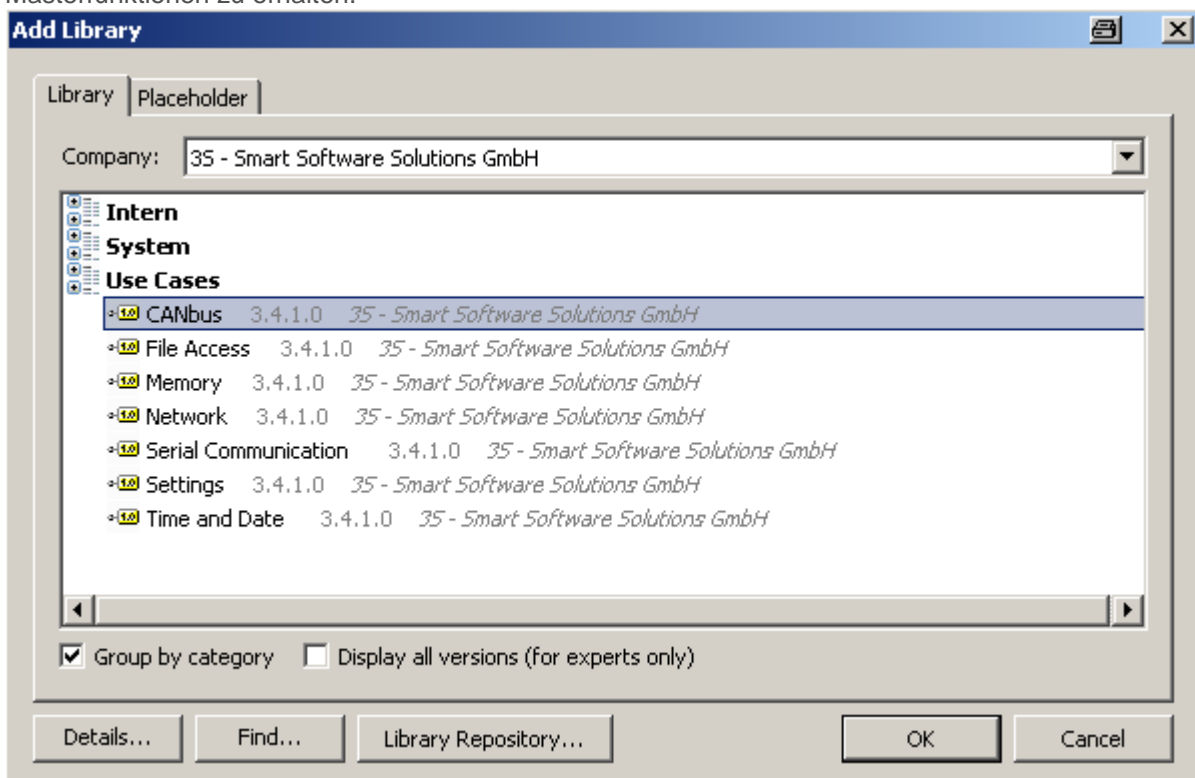 Masterfunktionen zu erhalten.
Add Library
Library Placeholder
Company: 3S - Smart Software Solutions GmbH
Intern
System
Use Cases
CANbus 3.4.1.0 3S - Smart Software Solutions GmbH
File Access 3.4.1.0 3S - Smart Software Solutions GmbH
Memory 3.4.1.0 3S - Smart Software Solutions GmbH
Network 3.4.1.0 3S - Smart Software Solutions GmbH
Serial Communication 3.4.1.0 3S - Smart Software Solutions GmbH
Settings 3.4.1.0 3S - Smart Software Solutions GmbH
Time and Date 3.4.1.0 3S - Smart Software Solutions GmbH
Group by category Display all versions (for experts only)
Details... Find... Library Repository... OK Cancel